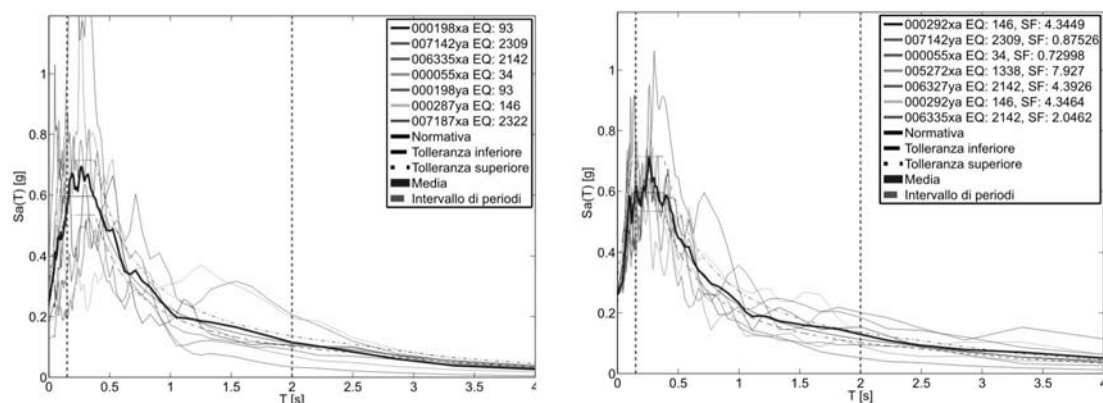 000198xa EQ: 93
007142ya EQ: 2309
006335xa EQ: 2142
000055xa EQ: 34
000198ya EQ: 93
000287ya EQ: 146
007187xa EQ: 2322
Normativa
Tolleranza inferiore
Tolleranza superiore
Media
Intervallo di periodi
Sa(T) [g]
1
0.8
0.6
0.4
0.2
0
0 0.5 1 1.5 2 2.5 3 3.5 4
T [s]
000292xa EQ: 146, SF: 4.3449
007142ya EQ: 2309, SF: 0.87526
000055xa EQ: 34, SF: 0.72998
005272xa EQ: 1338, SF: 7.927
006327ya EQ: 2142, SF: 4.3926
000292ya EQ: 146, SF: 4.3464
006335xa EQ: 2142, SF: 2.0462
Normativa
Tolleranza inferiore
Tolleranza superiore
Media
Intervallo di periodi
Sa(T) [g]
1
0.8
0.6
0.4
0.2
0
0 0.5 1 1.5 2 2.5 3 3.5 4
T [s]